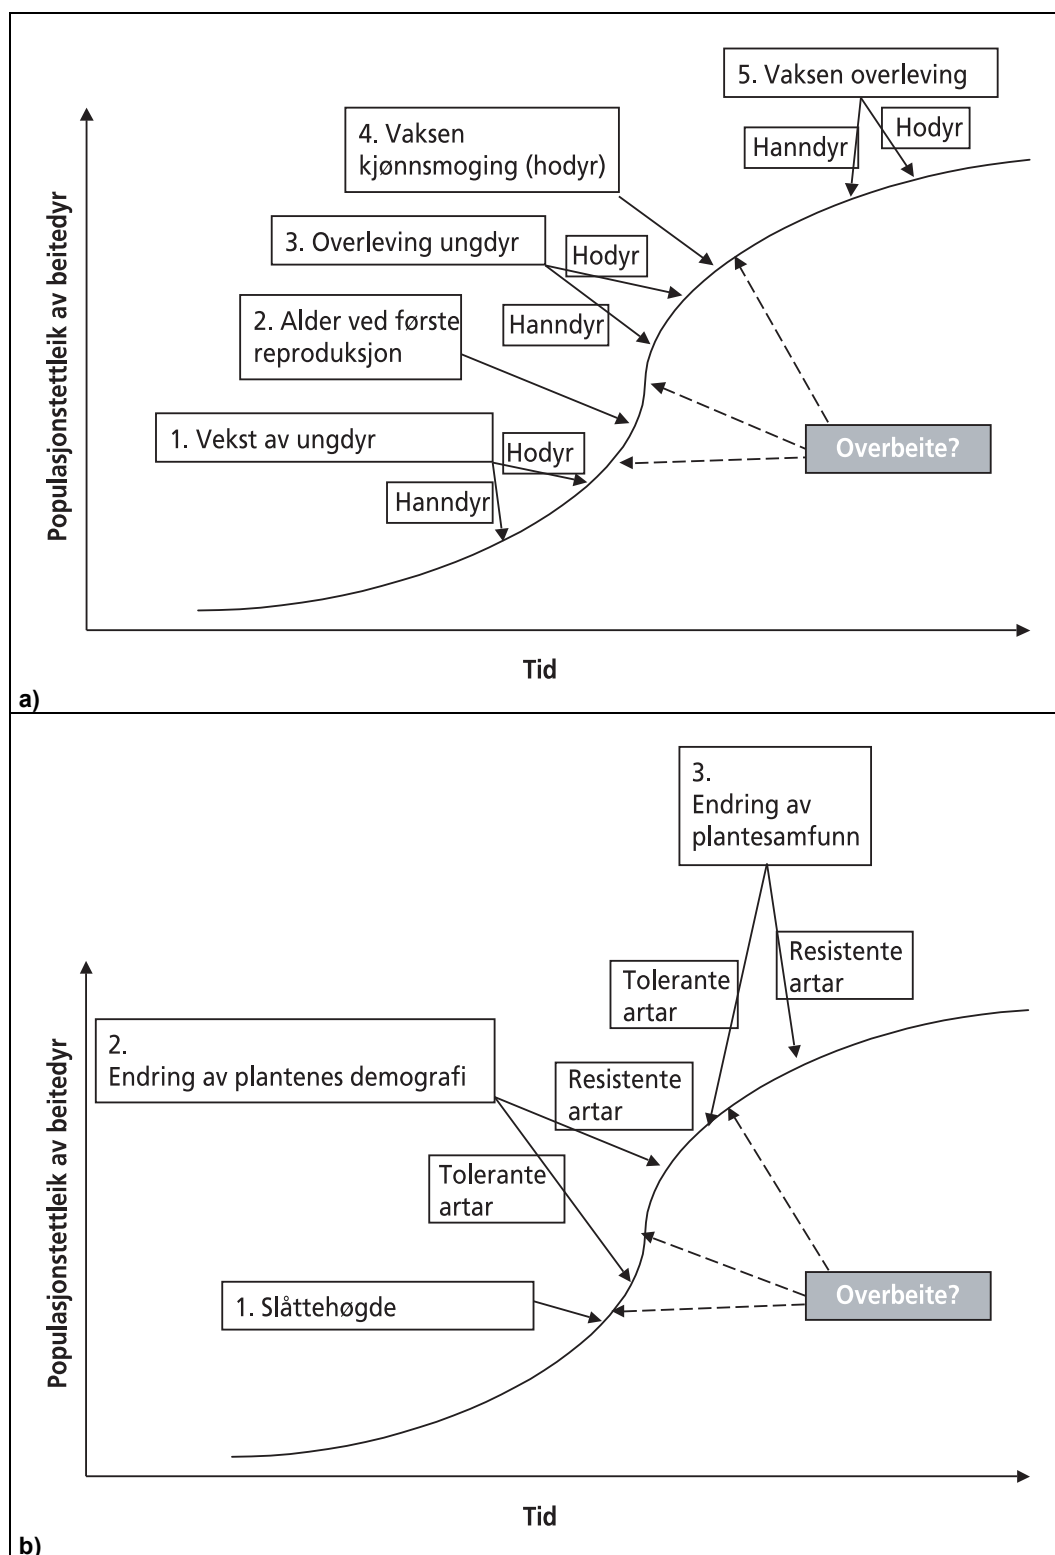 5. Vaksen overleving
Hodyr
Hanndyr
4. Vaksen
kjønnsmoging (hodyr)
3. Overleving ungdyr
Hodyr
Hanndyr
2. Alder ved første
reproduksjon
1. Vekst av ungdyr
Hodyr
Hanndyr
Overbeite?
Populasjonstettleik av beitedyr
Tid
a)
3.
Endring av
plantesamfunn
Resistente
artar
Tolerante
artar
2.
Endring av plantenes demografi
Resistente
artar
Tolerante
artar
1. Slåttehøgde
Overbeite?
Populasjonstettleik av beitedyr
Tid
b)